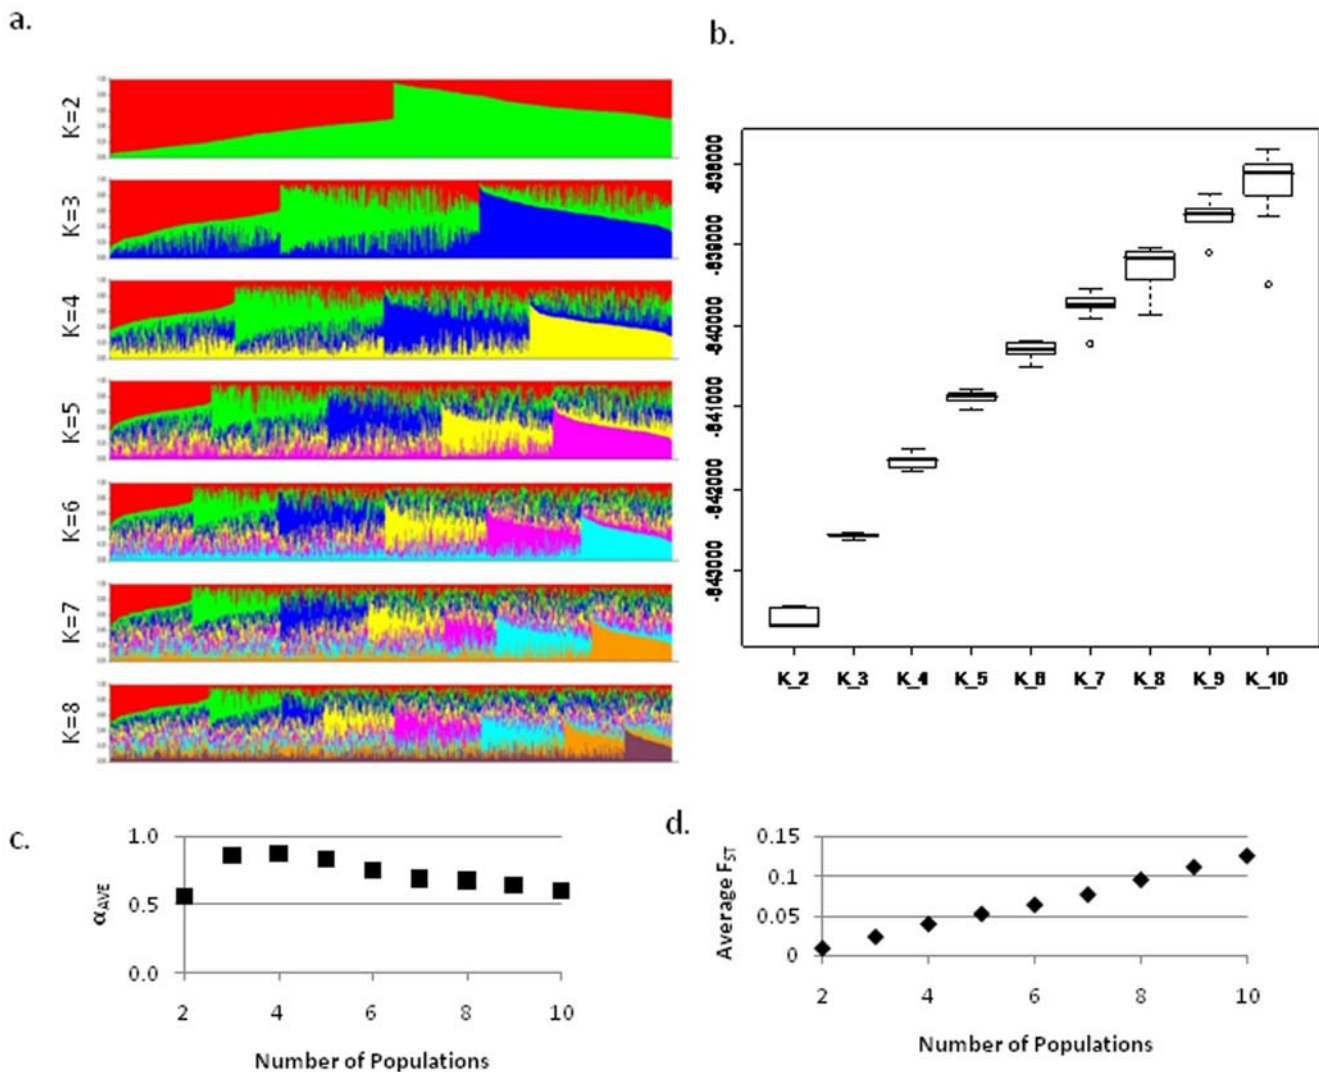 a.
K=2
K=3
K=4
K=5
K=6
K=7
K=8
b.
-838000
-839000
-840000
-841000
-842000
-843000
K_2 K_3 K_4 K_5 K_6 K_7 K_8 K_9 K_10
c.
αAVE
1.0
0.5
0.0
2 4 6 8 10
Number of Populations
d.
Average FST
0.15
0.1
0.05
0
2 4 6 8 10
Number of Populations